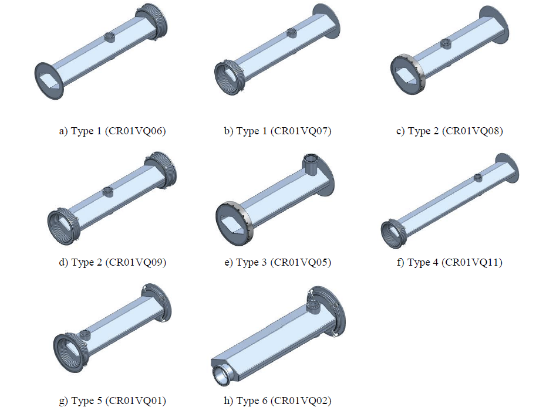 a) Type 1 (CR01VQ06)
b) Type 1 (CR01VQ07)
c) Type 2 (CR01VQ08)
d) Type 2 (CR01VQ09)
e) Type 3 (CR01VQ05)
f) Type 4 (CR01VQ11)
g) Type 5 (CR01VQ01)
h) Type 6 (CR01VQ02)